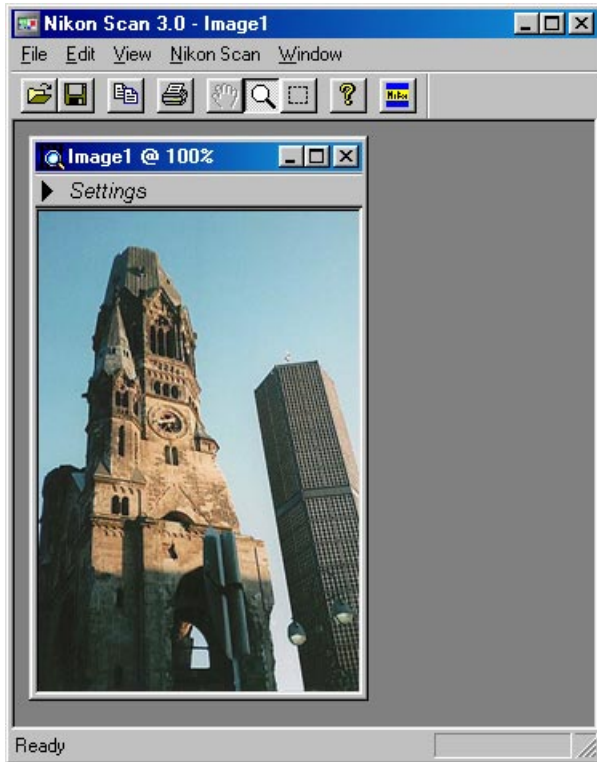 Nikon Scan 3.0 - Image1
File Edit View Nikon Scan Window
Image1 @ 100%
Settings
Ready